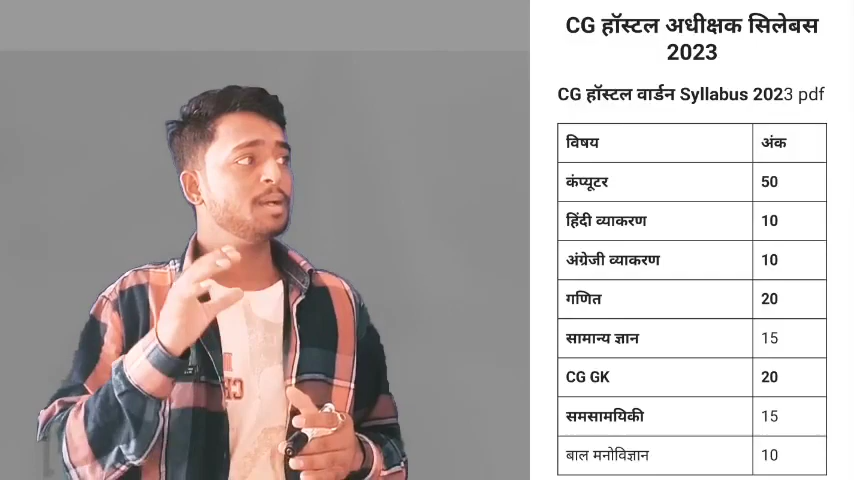 CG हॉस्टल अधीक्षक सिलेबस
2023
CG हॉस्टल वार्डन Syllabus 2023 pdf
विषय अंक
कंप्यूटर 50
हिंदी व्याकरण 10
अंग्रेजी व्याकरण 10
गणित 20
सामान्य ज्ञान 15
CG GK 20
समसामयिकी 15
बाल मनोविज्ञान 10